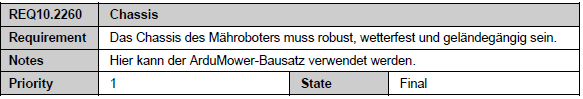 REQ10.2260 Chassis
Requirement Das Chassis des Mähroboters muss robust, wetterfest und geländegängig sein.
Notes Hier kann der ArduMower-Bausatz verwendet werden.
Priority 1 State Final